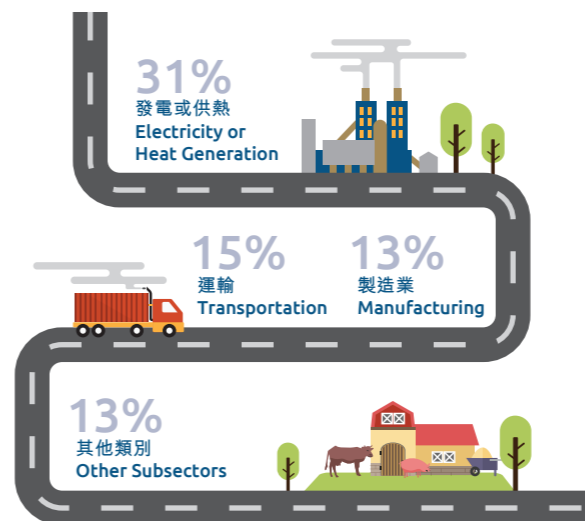 31%
發電或供熱
Electricity or
Heat Generation
15%
運輸
Transportation
13%
製造業
Manufacturing
13%
其他類別
Other Subsectors